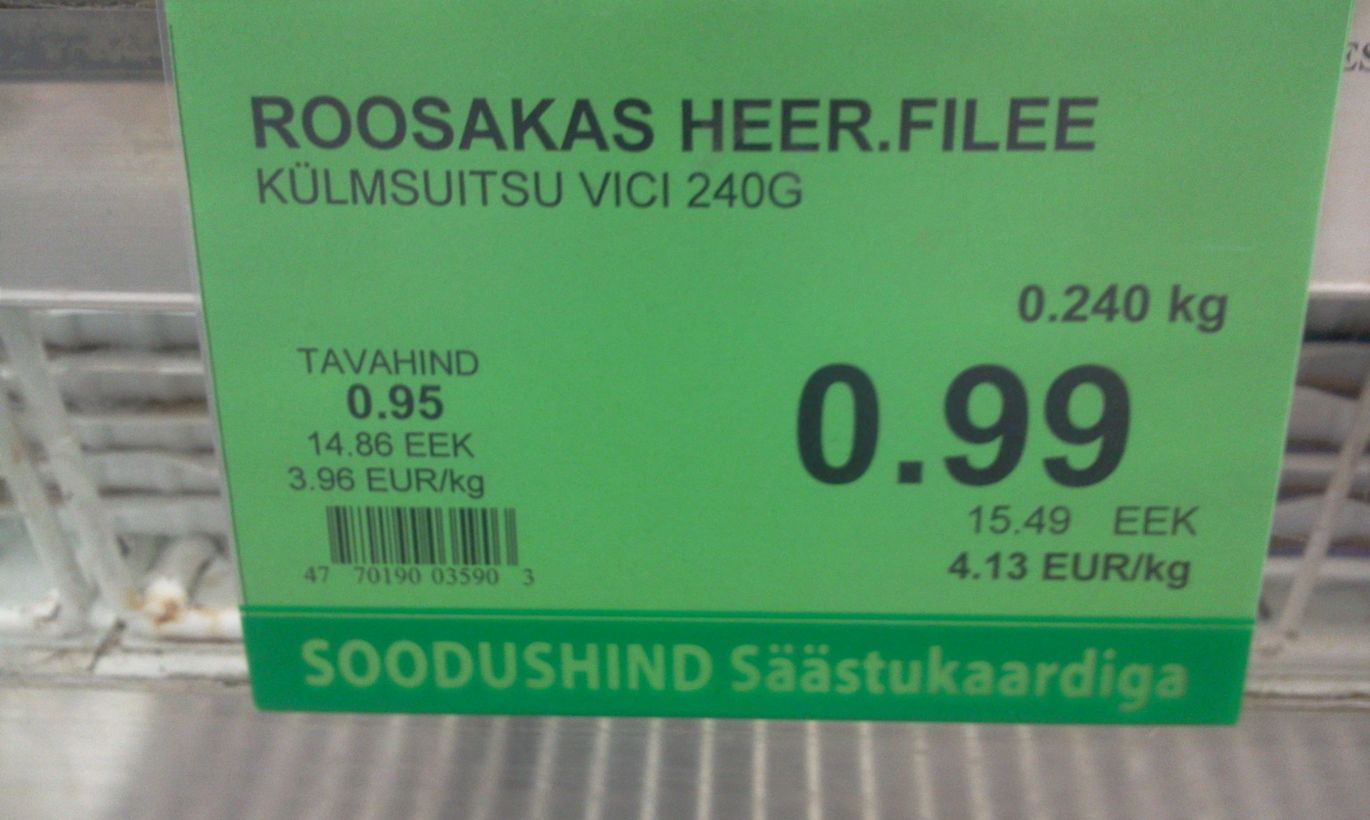 ROOSAKAS HEER.FILEE
KÜLMSUITSU VICI 240G
0.240 kg
TAVAHIND
0.95
14.86 EEK
3.96 EUR/kg
47 70190 03590 3
0.99
15.49 EEK
4.13 EUR/kg
SOODUSHIND Säästukaardiga
ES